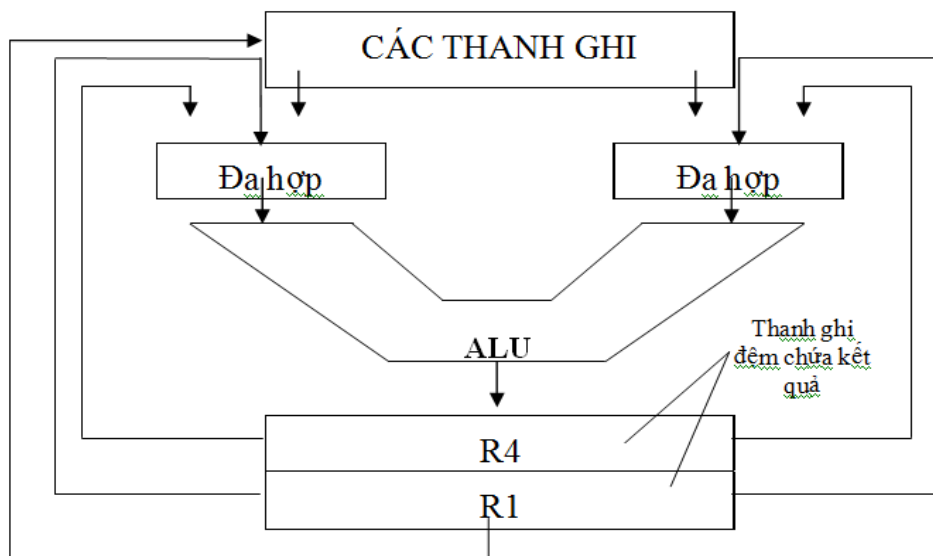 CÁC THANH GHI
Đa hợp
Đa hợp
ALU
Thanh ghi
đệm chứa kết
quả
R4
R1